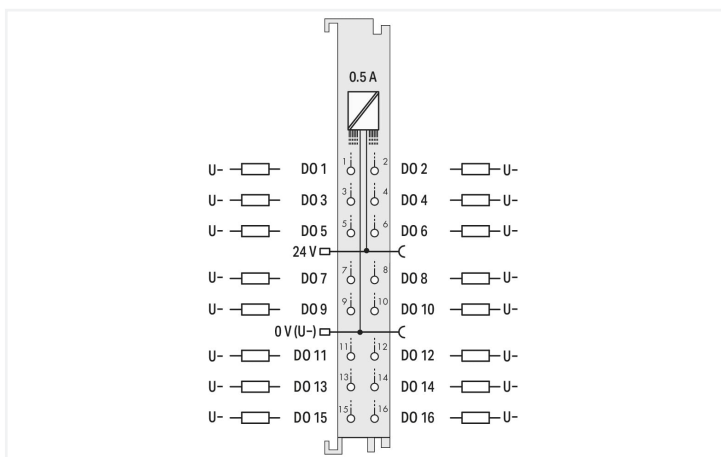 0.5 A
U- DO 1 1 2 DO 2 U-
U- DO 3 3 4 DO 4 U-
U- DO 5 5 6 DO 6 U-
24 V
U- DO 7 7 8 DO 8 U-
U- DO 9 9 10 DO 10 U-
0 V (U-)
U- DO 11 11 12 DO 12 U-
U- DO 13 13 14 DO 14 U-
U- DO 15 15 16 DO 16 U-